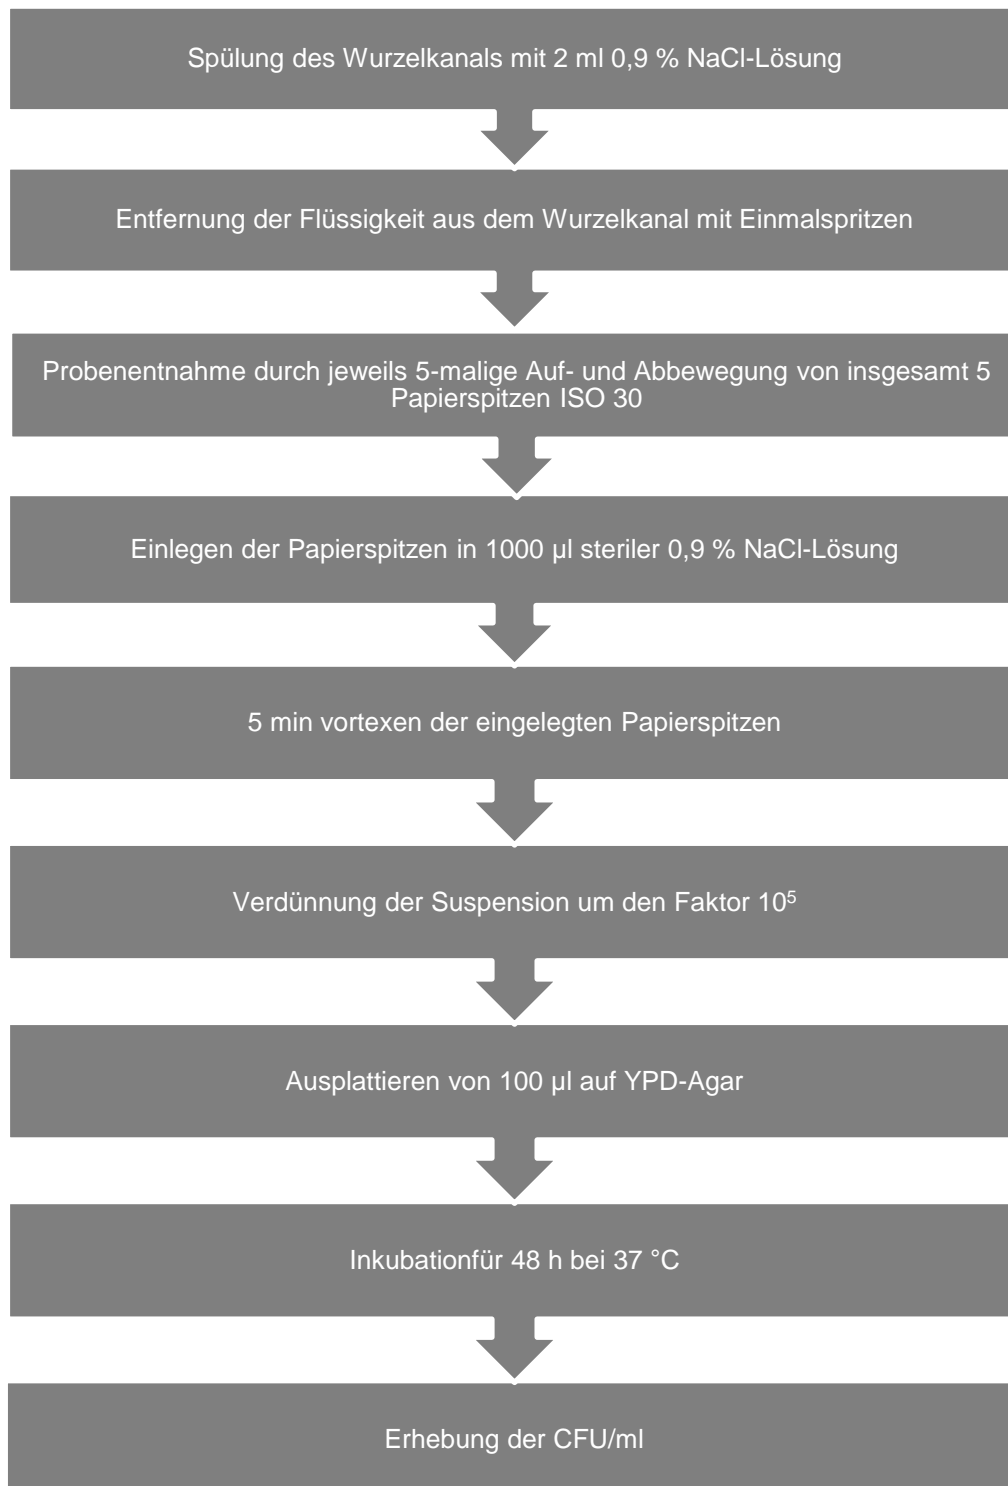 Spülung des Wurzelkanals mit 2 ml 0,9 % NaCl-Lösung
Entfernung der Flüssigkeit aus dem Wurzelkanal mit Einmalspritzen
Probenentnahme durch jeweils 5-malige Auf- und Abbewegung von insgesamt 5
Papierspitzen ISO 30
Einlegen der Papierspitzen in 1000 µl steriler 0,9 % NaCl-Lösung
5 min vortexen der eingelegten Papierspitzen
Verdünnung der Suspension um den Faktor 10⁵
Ausplattieren von 100 µl auf YPD-Agar
Inkubationfür 48 h bei 37 °C
Erhebung der CFU/ml